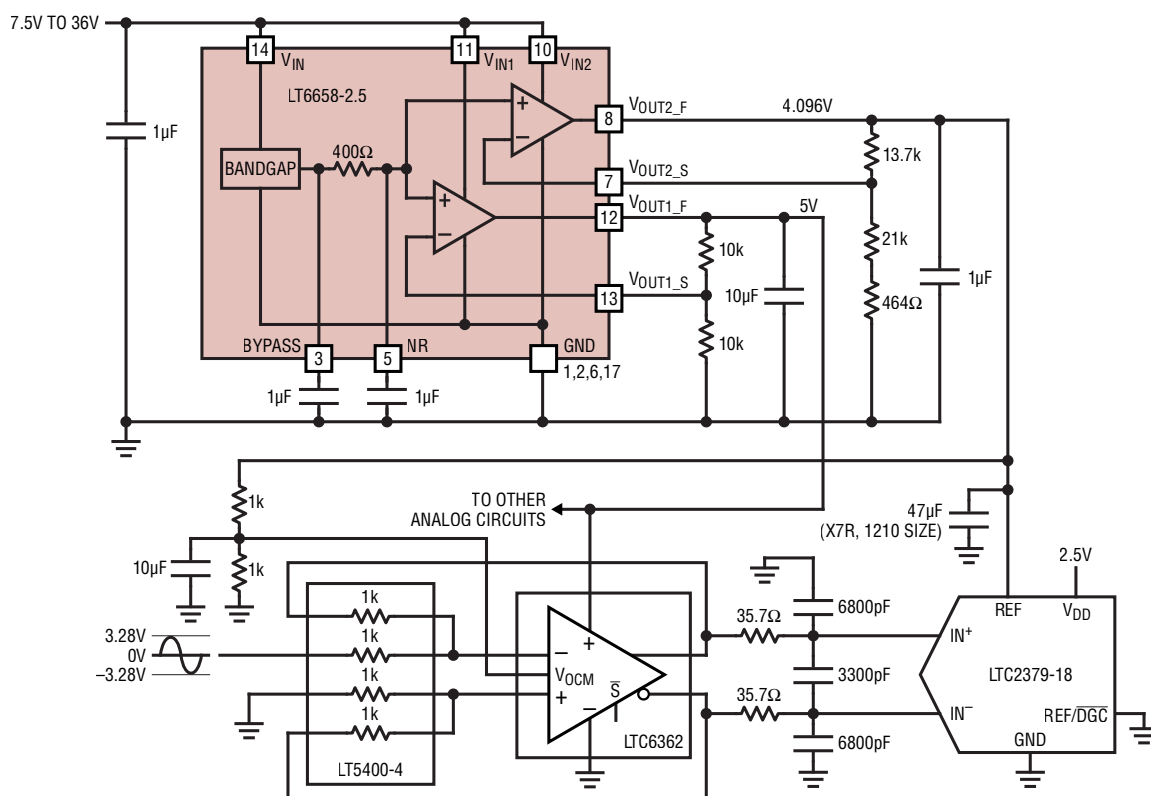 7.5V TO 36V
14
VIN
11
VIN1
10
VIN2
LT6658-2.5
1µF
BANDGAP
400Ω
+
−
8
VOUT2_F
4.096V
13.7k
7
VOUT2_S
+
−
12
VOUT1_F
5V
10k
21k
13
VOUT1_S
10µF
464Ω
1µF
10k
BYPASS
3
5
NR
GND
1,2,6,17
1µF
1µF
1k
TO OTHER
ANALOG CIRCUITS
47µF
(X7R, 1210 SIZE)
10µF
1k
2.5V
1k
35.7Ω
6800pF
REF
VDD
3.28V
0V
−3.28V
1k
+
−
VOCM
+
−
S̅
IN+
3300pF
LTC2379-18
1k
35.7Ω
IN−
REF/D̅G̅C̅
1k
LTC6362
6800pF
GND
LT5400-4